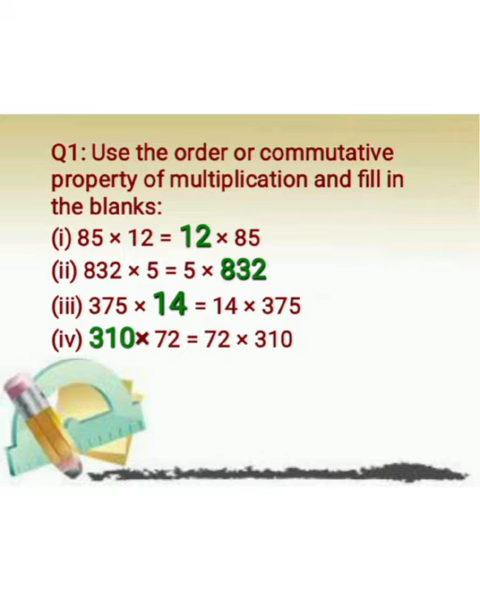 Q1: Use the order or commutative
property of multiplication and fill in
the blanks:
(i) 85 × 12 = 12 × 85
(ii) 832 × 5 = 5 × 832
(iii) 375 × 14 = 14 × 375
(iv) 310× 72 = 72 × 310